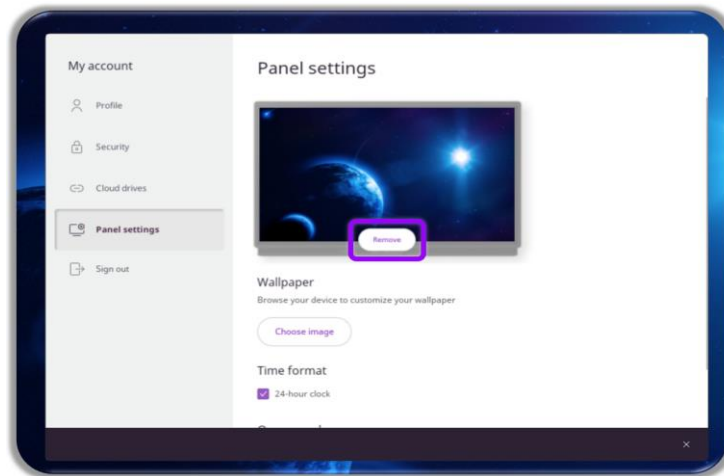 My account
Profile
Security
Cloud drives
Panel settings
Sign out
Panel settings
Remove
Wallpaper
Browse your device to customize your wallpaper
Choose image
Time format
24-hour clock